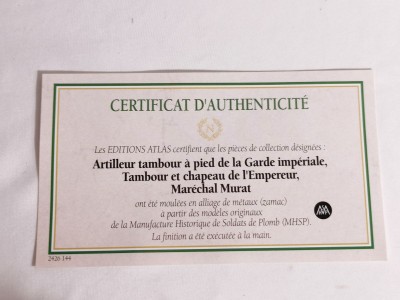 CERTIFICAT D'AUTHENTICITÉ
N
Les EDITIONS ATLAS certifient que les pièces de collection désignées :
Artilleur tambour à pied de la Garde impériale,
Tambour et chapeau de l'Empereur,
Maréchal Murat
ont été moulées en alliage de métaux (zamac)
à partir des modèles originaux
de la Manufacture Historique de Soldats de Plomb (MHSP).
La finition a été exécutée à la main.
2426 144